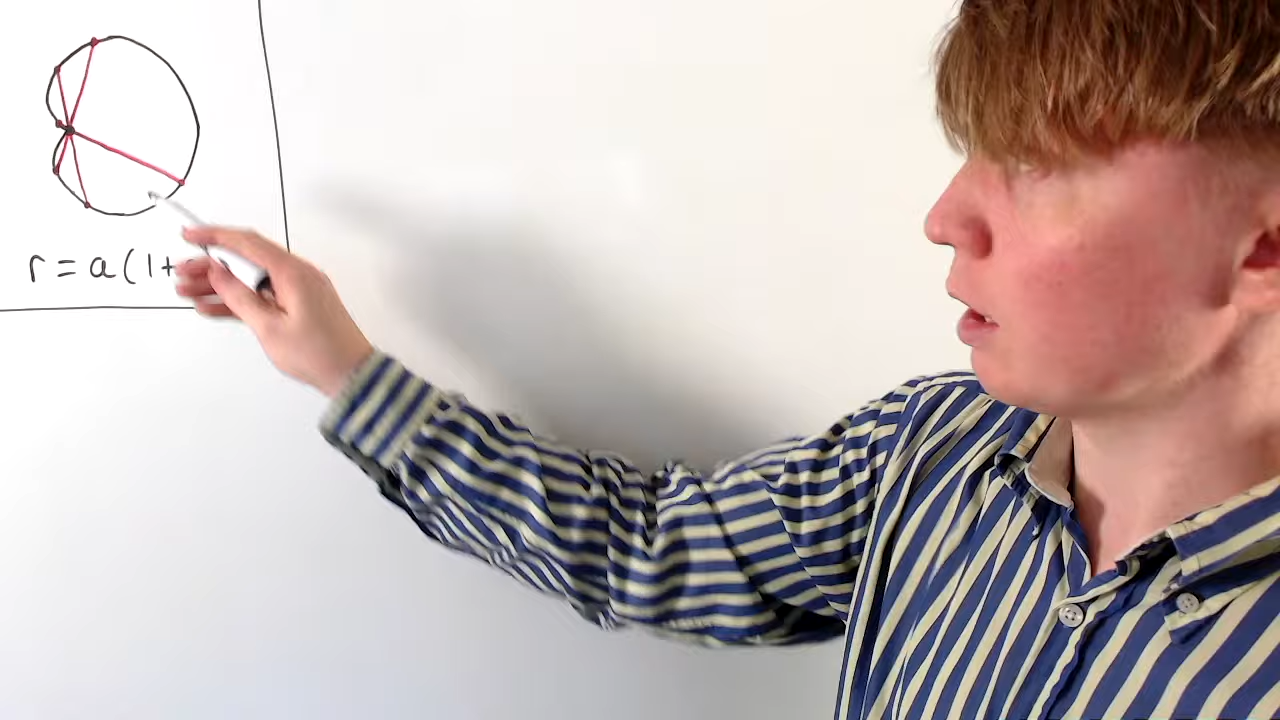 r = a(1+